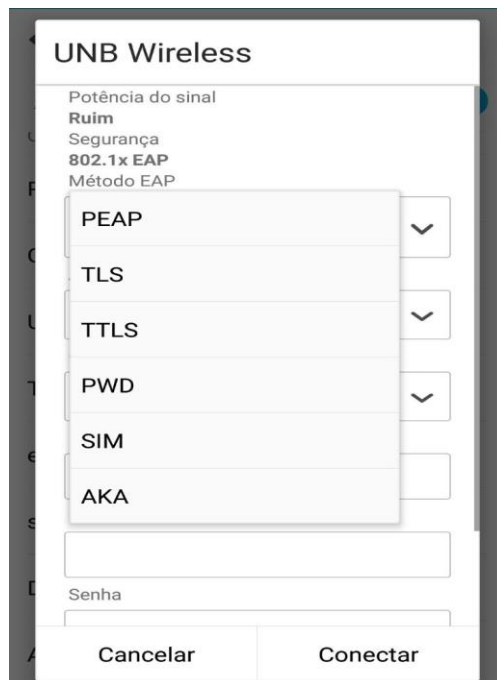 UNB Wireless
Potência do sinal
Ruim
Segurança
802.1x EAP
Método EAP
PEAP
TLS
TTLS
PWD
SIM
AKA
Senha
Cancelar
Conectar